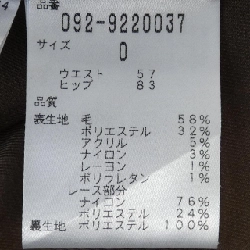 品番
092-9220037
サイズ
0
ウエスト 57
ヒップ 83
品質
表生地 毛 58%
ポリエステル 32%
アクリル 5%
ナイロン 3%
レーヨン 1%
ポリウレタン 1%
レース部分
ナイロン 76%
ポリエステル 24%
裏生地 ポリエステル 100%